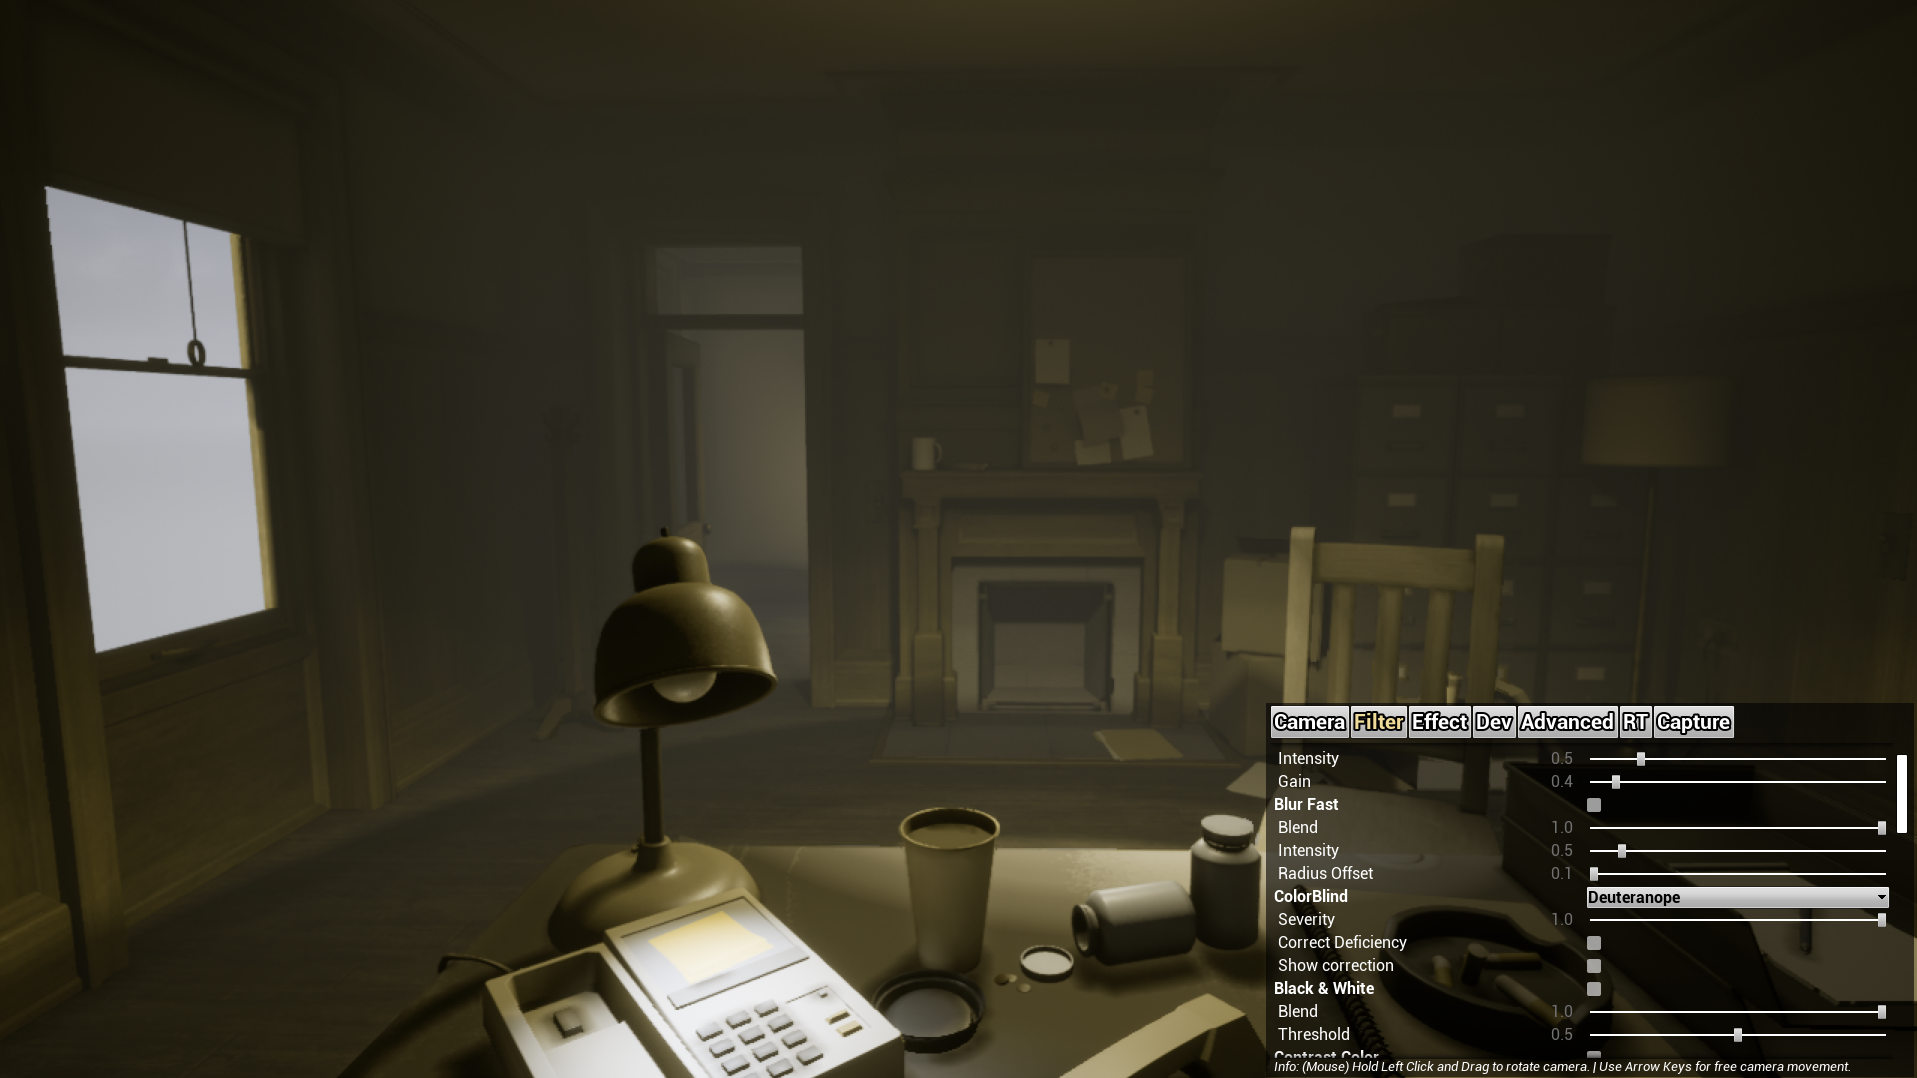 Camera Filter Effect Dev Advanced RT Capture
Intensity 0.5
Gain 0.4
Blur Fast
Blend 1.0
Intensity 0.5
Radius Offset 0.1
ColorBlind Deuteranope
Severity 1.0
Correct Deficiency
Show correction
Black & White
Blend 1.0
Threshold 0.5
Contrast Color
Info: (Mouse) Hold Left Click and Drag to rotate camera. | Use Arrow Keys for free camera movement.